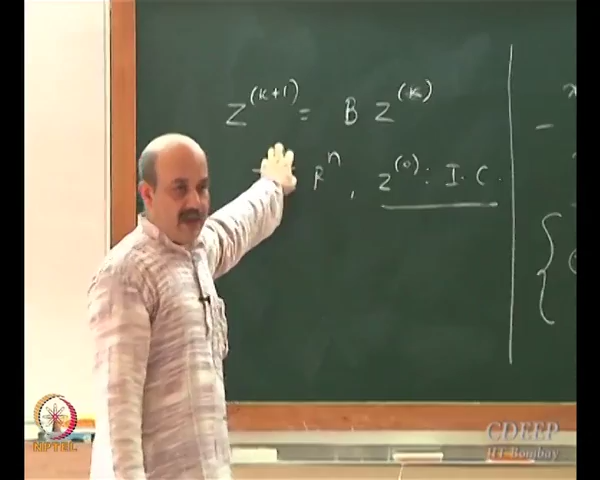 z^(k+1) = B z^(k)
R^n, z^(0) : I.C.
NPTEL
CDEEP
IIT Bombay